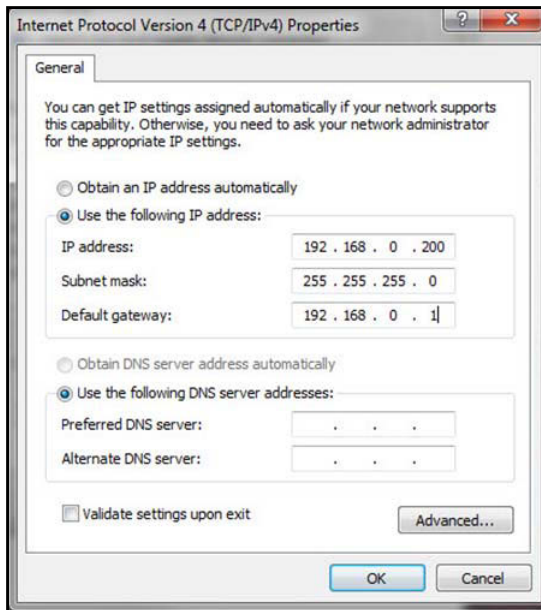 Internet Protocol Version 4 (TCP/IPv4) Properties
General
You can get IP settings assigned automatically if your network supports
this capability. Otherwise, you need to ask your network administrator
for the appropriate IP settings.
Obtain an IP address automatically
Use the following IP address:
IP address: 192 . 168 . 0 . 200
Subnet mask: 255 . 255 . 255 . 0
Default gateway: 192 . 168 . 0 . 1
Obtain DNS server address automatically
Use the following DNS server addresses:
Preferred DNS server: . . .
Alternate DNS server: . . .
Validate settings upon exit
Advanced...
OK Cancel